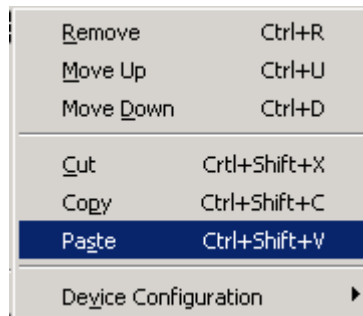 Remove Ctrl+R
Move Up Ctrl+U
Move Down Ctrl+D
Cut Crtl+Shift+X
Copy Ctrl+Shift+C
Paste Ctrl+Shift+V
Device Configuration